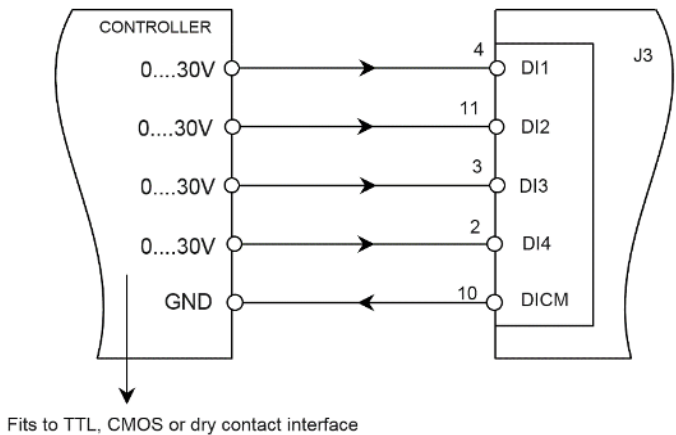 CONTROLLER
J3
0....30V 4 DI1
0....30V 11 DI2
0....30V 3 DI3
0....30V 2 DI4
GND 10 DICM
Fits to TTL, CMOS or dry contact interface